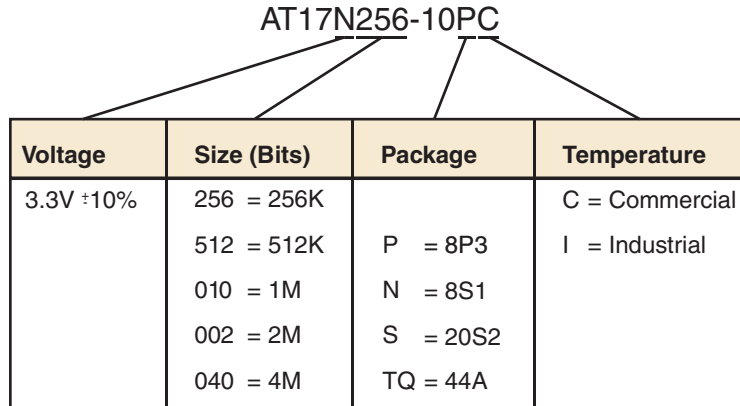 AT17N256-10PC
Voltage Size (Bits) Package Temperature
3.3V ±10% 256 = 256K C = Commercial
512 = 512K P = 8P3 I = Industrial
010 = 1M N = 8S1
002 = 2M S = 20S2
040 = 4M TQ = 44A